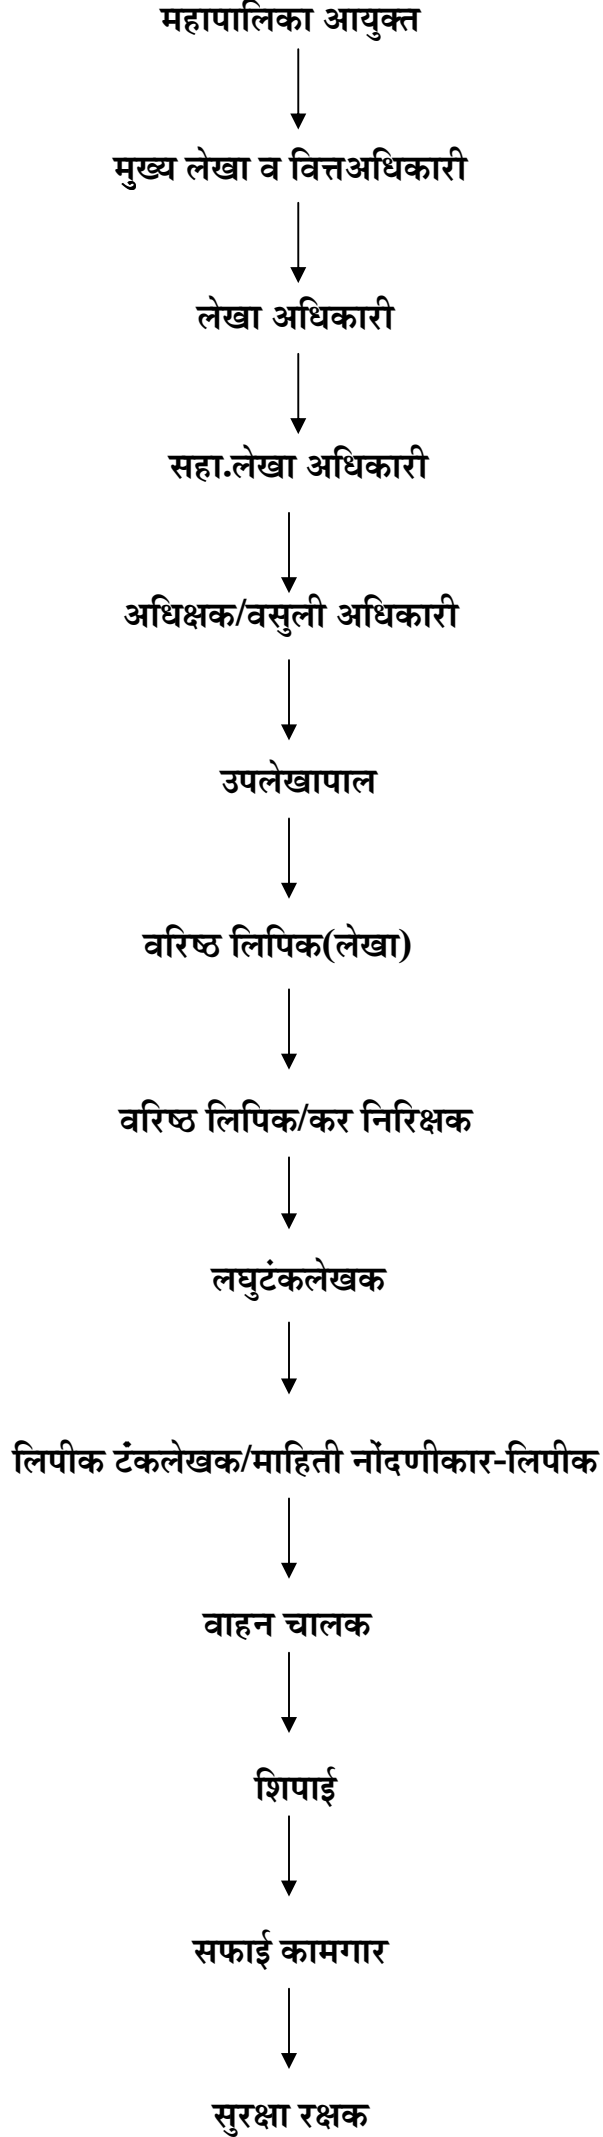 महापालिका आयुक्त
मुख्य लेखा व वित्तअधिकारी
लेखा अधिकारी
सहा.लेखा अधिकारी
अधिक्षक/वसुली अधिकारी
उपलेखापाल
वरिष्ठ लिपिक(लेखा)
वरिष्ठ लिपिक/कर निरिक्षक
लघुटंकलेखक
लिपीक टंकलेखक/माहिती नोंदणीकार-लिपीक
वाहन चालक
शिपाई
सफाई कामगार
सुरक्षा रक्षक